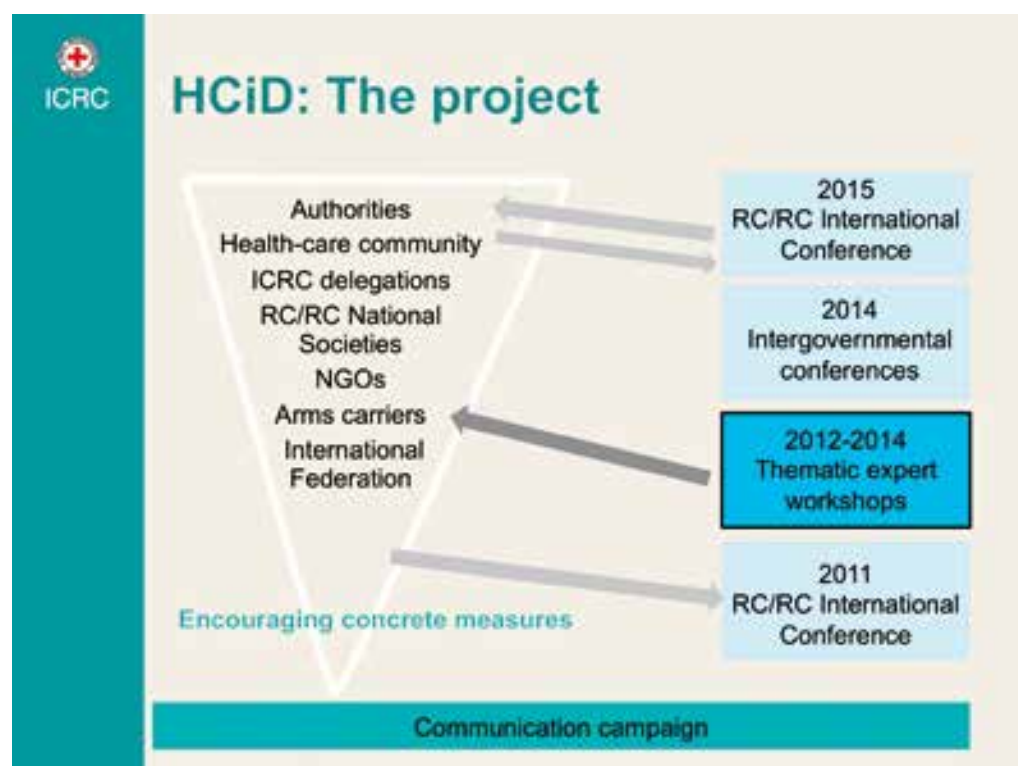 ICRC
HCiD: The project
Authorities
Health-care community
ICRC delegations
RC/RC National
Societies
NGOs
Arms carriers
International
Federation
Encouraging concrete measures
2015
RC/RC International
Conference
2014
Intergovernmental
conferences
2012-2014
Thematic expert
workshops
2011
RC/RC International
Conference
Communication campaign